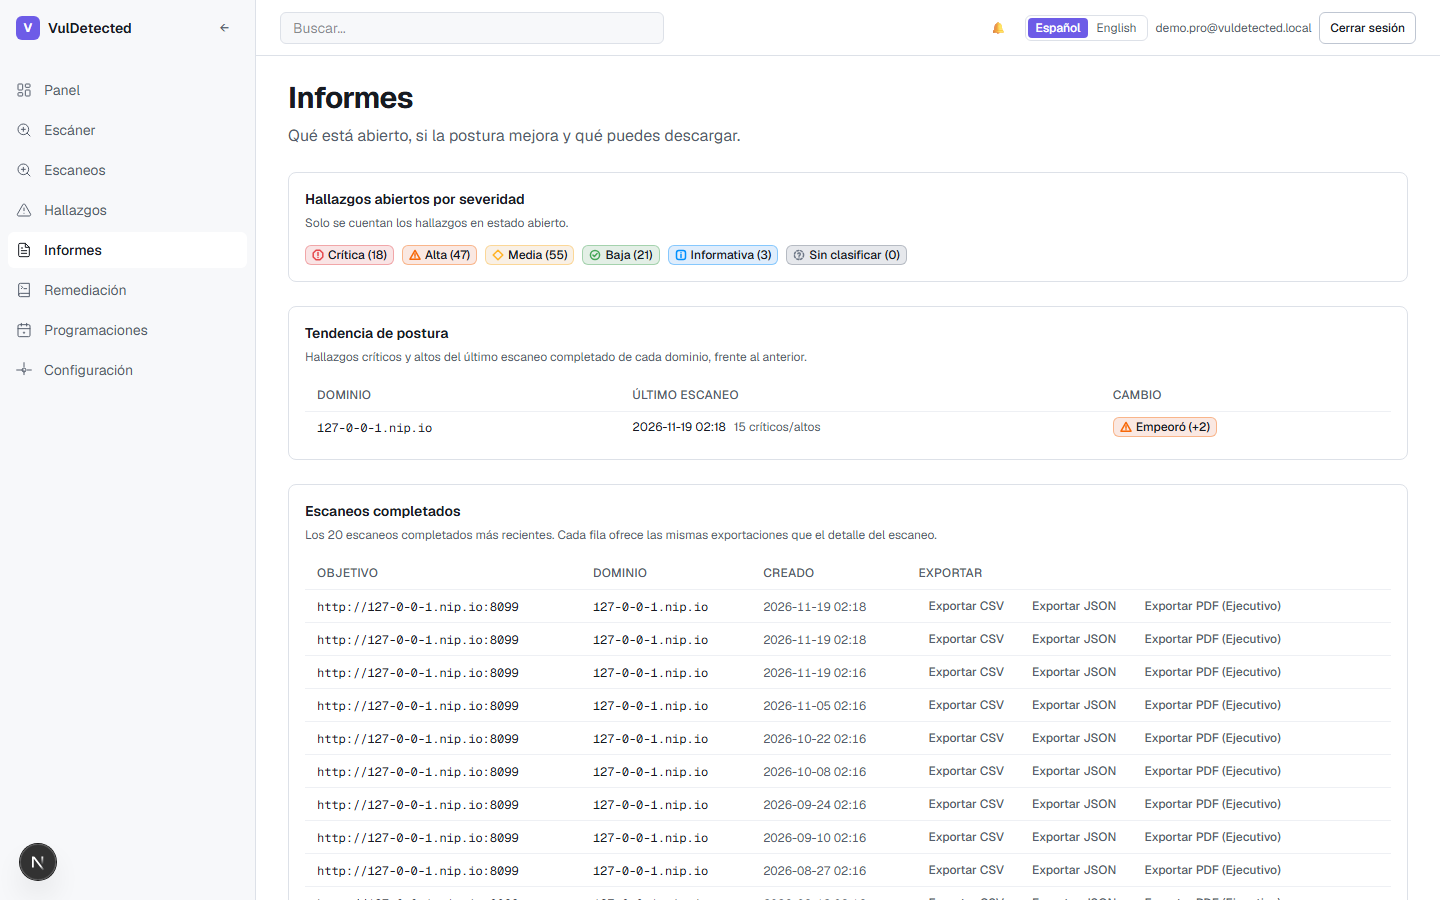 V VulDetected
Buscar...
Español English demo.pro@vuldetected.local Cerrar sesión
Panel
Escáner
Escaneos
Hallazgos
Informes
Remediación
Programaciones
Configuración
N
Informes
Qué está abierto, si la postura mejora y qué puedes descargar.
Hallazgos abiertos por severidad
Solo se cuentan los hallazgos en estado abierto.
Crítica (18) Alta (47) Media (55) Baja (21) Informativa (3) Sin clasificar (0)
Tendencia de postura
Hallazgos críticos y altos del último escaneo completado de cada dominio, frente al anterior.
DOMINIO ÚLTIMO ESCANEO CAMBIO
127-0-0-1.nip.io 2026-11-19 02:18 15 críticos/altos Empeoró (+2)
Escaneos completados
Los 20 escaneos completados más recientes. Cada fila ofrece las mismas exportaciones que el detalle del escaneo.
OBJETIVO DOMINIO CREADO EXPORTAR
http://127-0-0-1.nip.io:8099 127-0-0-1.nip.io 2026-11-19 02:18 Exportar CSV Exportar JSON Exportar PDF (Ejecutivo)
http://127-0-0-1.nip.io:8099 127-0-0-1.nip.io 2026-11-19 02:18 Exportar CSV Exportar JSON Exportar PDF (Ejecutivo)
http://127-0-0-1.nip.io:8099 127-0-0-1.nip.io 2026-11-19 02:16 Exportar CSV Exportar JSON Exportar PDF (Ejecutivo)
http://127-0-0-1.nip.io:8099 127-0-0-1.nip.io 2026-11-05 02:16 Exportar CSV Exportar JSON Exportar PDF (Ejecutivo)
http://127-0-0-1.nip.io:8099 127-0-0-1.nip.io 2026-10-22 02:16 Exportar CSV Exportar JSON Exportar PDF (Ejecutivo)
http://127-0-0-1.nip.io:8099 127-0-0-1.nip.io 2026-10-08 02:16 Exportar CSV Exportar JSON Exportar PDF (Ejecutivo)
http://127-0-0-1.nip.io:8099 127-0-0-1.nip.io 2026-09-24 02:16 Exportar CSV Exportar JSON Exportar PDF (Ejecutivo)
http://127-0-0-1.nip.io:8099 127-0-0-1.nip.io 2026-09-10 02:16 Exportar CSV Exportar JSON Exportar PDF (Ejecutivo)
http://127-0-0-1.nip.io:8099 127-0-0-1.nip.io 2026-08-27 02:16 Exportar CSV Exportar JSON Exportar PDF (Ejecutivo)